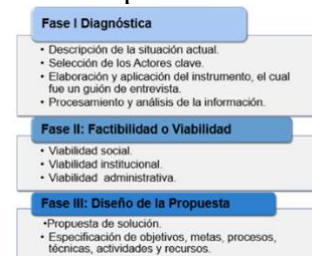 Fase I Diagnóstica
• Descripción de la situación actual.
• Selección de los Actores clave.
• Elaboración y aplicación del instrumento, el cual
fue un guión de entrevista.
• Procesamiento y análisis de la información.
Fase II: Factibilidad o Viabilidad
• Viabilidad social.
• Viabilidad institucional.
• Viabilidad administrativa.
Fase III: Diseño de la Propuesta
•Propuesta de solución.
• Especificación de objetivos, metas, procesos,
técnicas, actividades y recursos.